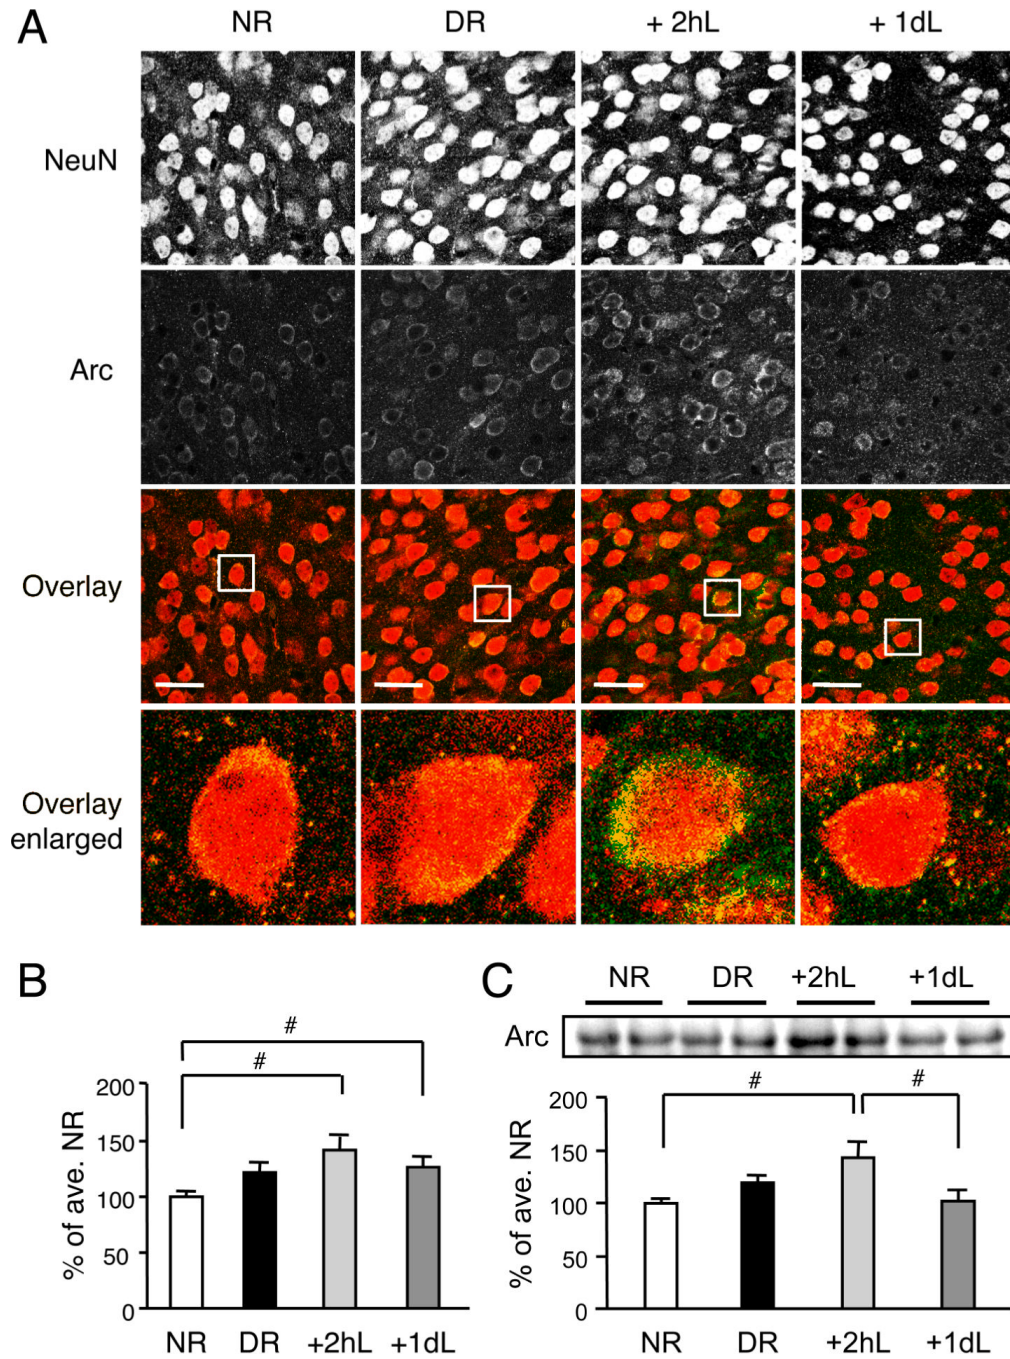 A
NR DR + 2hL + 1dL
NeuN
Arc
Overlay
Overlay
enlarged
B
#
#
200
150
100
50
0
% of ave. NR
NR DR +2hL +1dL
C
NR DR +2hL +1dL
Arc
# #
200
150
100
50
0
% of ave. NR
NR DR +2hL +1dL